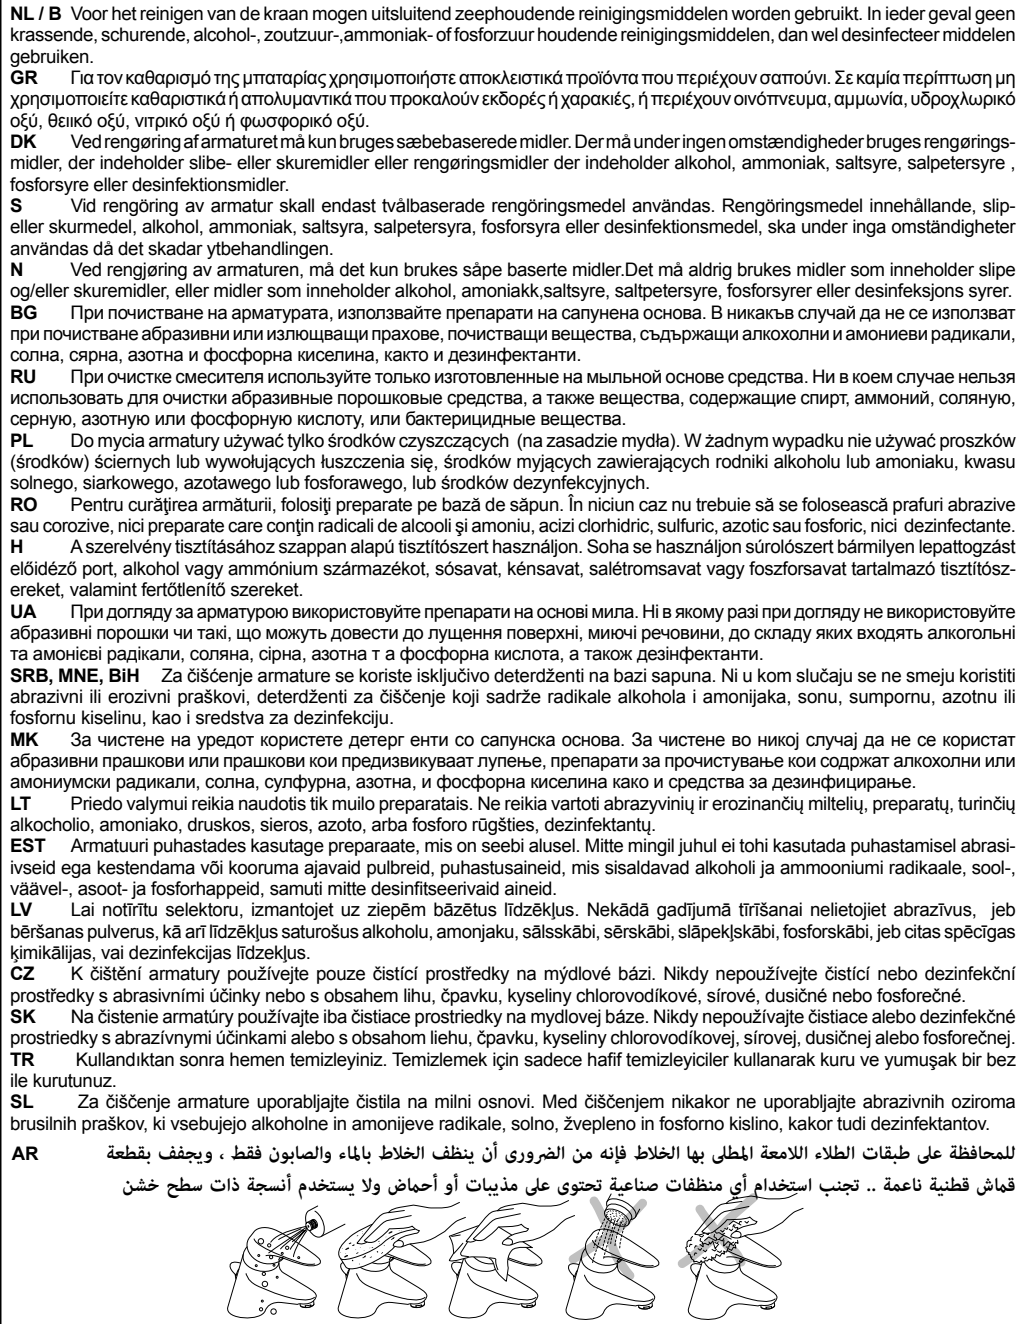 NL / B Voor het reinigen van de kraan mogen uitsluitend zeephoudende reinigingsmiddelen worden gebruikt. In ieder geval geen
krassende, schurende, alcohol-, zoutzuur-,ammoniak- of fosforzuur houdende reinigingsmiddelen, dan wel desinfecteer middelen
gebruiken.
GR Για τον καθαρισμό της μπαταρίας χρησιμοποιήστε αποκλειστικά προϊόντα που περιέχουν σαπούνι. Σε καμία περίπτωση μη
χρησιμοποιείτε καθαριστικά ή απολυμαντικά που προκαλούν εκδορές ή χαρακιές, ή περιέχουν οινόπνευμα, αμμωνία, υδροχλωρικό
οξύ, θειικό οξύ, νιτρικό οξύ ή φωσφορικό οξύ.
DK Ved rengøring af armaturet må kun bruges sæbebaserede midler. Der må under ingen omstændigheder bruges rengørings-
midler, der indeholder slibe- eller skuremidler eller rengøringsmidler der indeholder alkohol, ammoniak, saltsyre, salpetersyre ,
fosforsyre eller desinfektionsmidler.
S Vid rengöring av armatur skall endast tvålbaserade rengöringsmedel användas. Rengöringsmedel innehållande, slip-
eller skurmedel, alkohol, ammoniak, saltsyra, salpetersyra, fosforsyra eller desinfektionsmedel, ska under inga omständigheter
användas då det skadar ytbehandlingen.
N Ved rengjøring av armaturen, må det kun brukes såpe baserte midler.Det må aldrig brukes midler som inneholder slipe
og/eller skuremidler, eller midler som inneholder alkohol, amoniakk,saltsyre, saltpetersyre, fosforsyrer eller desinfeksjons syrer.
BG При почистване на арматурата, използвайте препарати на сапунена основа. В никакъв случай да не се използват
при почистване абразивни или излющващи прахове, почистващи вещества, съдържащи алкохолни и амониеви радикали,
солна, сярна, азотна и фосфорна киселина, както и дезинфектанти.
RU При очистке смесителя используйте только изготовленные на мыльной основе средства. Ни в коем случае нельзя
использовать для очистки абразивные порошковые средства, а также вещества, содержащие спирт, аммоний, соляную,
серную, азотную или фосфорную кислоту, или бактерицидные вещества.
PL Do mycia armatury używać tylko środków czyszczących (na zasadzie mydła). W żadnym wypadku nie używać proszków
(środków) ściernych lub wywołujących łuszczenia się, środków myjących zawierających rodniki alkoholu lub amoniaku, kwasu
solnego, siarkowego, azotawego lub fosforawego, lub środków dezynfekcyjnych.
RO Pentru curăţirea armăturii, folosiţi preparate pe bază de săpun. În niciun caz nu trebuie să se folosească prafuri abrazive
sau corozive, nici preparate care conţin radicali de alcooli şi amoniu, acizi clorhidric, sulfuric, azotic sau fosforic, nici dezinfectante.
H A szerelvény tisztításához szappan alapú tisztítószert használjon. Soha se használjon súrolószert bármilyen lepattogzást
előidéző port, alkohol vagy ammónium származékot, sósavat, kénsavat, salétromsavat vagy foszforsavat tartalmazó tisztítósz-
ereket, valamint fertőtlenítő szereket.
UA При догляду за арматурою використовуйте препарати на основі мила. Ні в якому разі при догляду не використовуйте
абразивні порошки чи такі, що можуть довести до лущення поверхні, миючі речовини, до складу яких входять алкогольні
та амонієві радікали, соляна, сірна, азотна т а фосфорна кислота, а також дезінфектанти.
SRB, MNE, BiH Za čišćenje armature se koriste isključivo deterdženti na bazi sapuna. Ni u kom slučaju se ne smeju koristiti
abrazivni ili erozivni praškovi, deterdženti za čiščenje koji sadrže radikale alkohola i amonijaka, sonu, sumpornu, azotnu ili
fosfornu kiselinu, kao i sredstva za dezinfekciju.
MK За чистене на уредот користете детерг енти со сапунска основа. За чистене во никој случај да не се користат
абразивни прашкови или прашкови кои предизвикуваат лупење, препарати за прочистување кои содржат алкохолни или
амониумски радикали, солна, сулфурна, азотна, и фосфорна киселина како и средства за дезинфицирање.
LT Priedo valymui reikia naudotis tik muilo preparatais. Ne reikia vartoti abrazyvinių ir erozinančių miltelių, preparatų, turinčių
alkocholio, amoniako, druskos, sieros, azoto, arba fosforo rūgšties, dezinfektantų.
EST Armatuuri puhastades kasutage preparaate, mis on seebi alusel. Mitte mingil juhul ei tohi kasutada puhastamisel abrasi-
ivseid ega kestendama või kooruma ajavaid pulbreid, puhastusaineid, mis sisaldavad alkoholi ja ammooniumi radikaale, sool-,
väävel-, asoot- ja fosforhappeid, samuti mitte desinfitseerivaid aineid.
LV Lai notīrītu selektoru, izmantojet uz ziepēm bāzētus līdzēkļus. Nekādā gadījumā tīrīšanai nelietojiet abrazīvus, jeb
bēršanas pulverus, kā arī līdzēkļus saturošus alkoholu, amonjaku, sālsskābi, sērskābi, slāpekļskābi, fosforskābi, jeb citas spēcīgas
ķimikālijas, vai dezinfekcijas līdzekļus.
CZ K čištění armatury používejte pouze čistící prostředky na mýdlové bázi. Nikdy nepoužívejte čistící nebo dezinfekční
prostředky s abrasivními účinky nebo s obsahem lihu, čpavku, kyseliny chlorovodíkové, sírové, dusičné nebo fosforečné.
SK Na čistenie armatúry používajte iba čistiace prostriedky na mydlovej báze. Nikdy nepoužívajte čistiace alebo dezinfekčné
prostriedky s abrazívnymi účinkami alebo s obsahom liehu, čpavku, kyseliny chlorovodíkovej, sírovej, dusičnej alebo fosforečnej.
TR Kullandıktan sonra hemen temizleyiniz. Temizlemek için sadece hafif temizleyiciler kullanarak kuru ve yumuşak bir bez
ile kurutunuz.
SL Za čiščenje armature uporabljajte čistila na milni osnovi. Med čiščenjem nikakor ne uporabljajte abrazivnih oziroma
brusilnih praškov, ki vsebujejo alkoholne in amonijeve radikale, solno, žvepleno in fosforno kislino, kakor tudi dezinfektantov.
AR للمحافظة على طبقات الطلاء اللامعة المطلى بها الخلاط فإنه من الضرورى أن ينظف الخلاط بالماء والصابون فقط ، ويجفف بقطعة
قماش قطنية ناعمة .. تجنب استخدام أي منظفات صناعية تحتوى على مذيبات أو أحماض ولا يستخدم أنسجة ذات سطح خشن